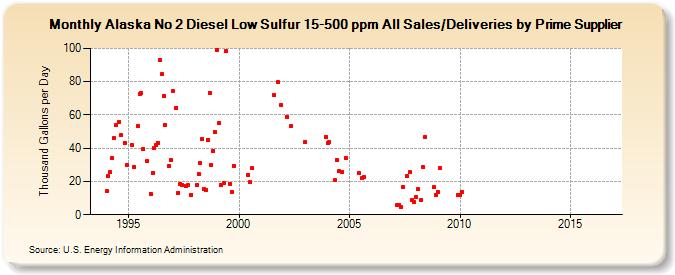 Monthly Alaska No 2 Diesel Low Sulfur 15-500 ppm All Sales/Deliveries by Prime Supplier
Thousand Gallons per Day
100
80
60
40
20
0
1995 2000 2005 2010 2015
Source: U.S. Energy Information Administration